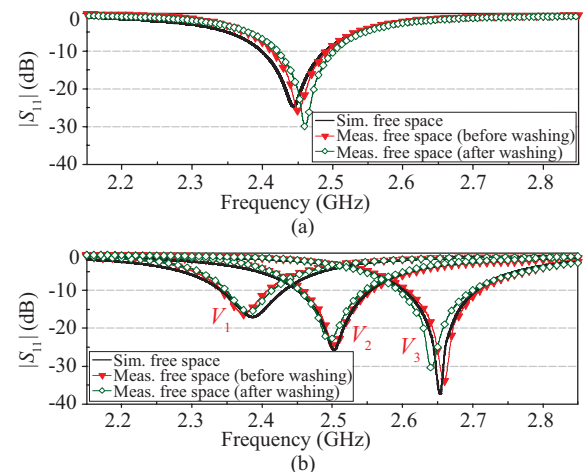 0
-10
-20
-30
-40
|S₁₁| (dB)
Sim. free space
Meas. free space (before washing)
Meas. free space (after washing)
2.2 2.3 2.4 2.5 2.6 2.7 2.8
Frequency (GHz)
(a)
0
-10
-20
-30
-40
|S₁₁| (dB)
V₁
V₂
V₃
Sim. free space
Meas. free space (before washing)
Meas. free space (after washing)
2.2 2.3 2.4 2.5 2.6 2.7 2.8
Frequency (GHz)
(b)